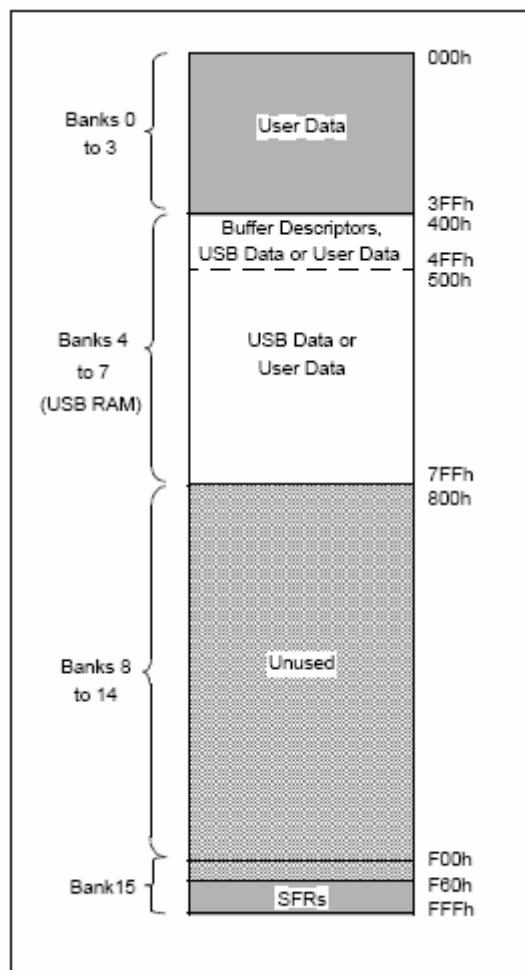 000h
Banks 0
to 3
User Data
3FFh
400h
Buffer Descriptors,
USB Data or User Data
4FFh
500h
Banks 4
to 7
(USB RAM)
USB Data or
User Data
7FFh
800h
Banks 8
to 14
Unused
F00h
Bank15
F60h
SFRs
FFFh